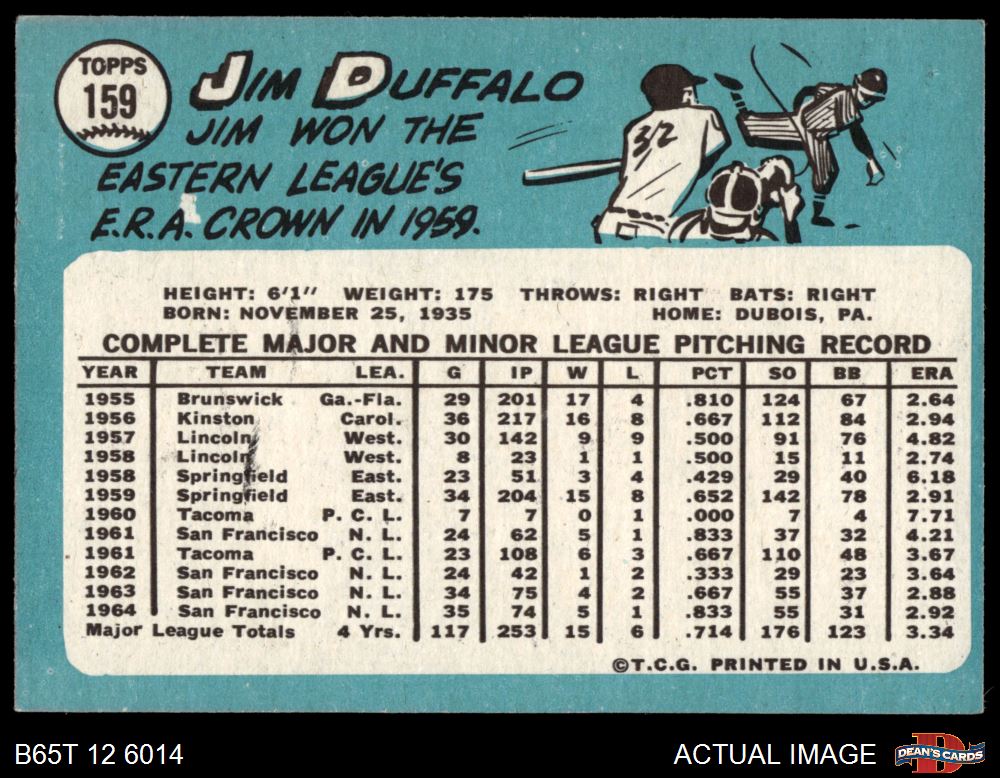 TOPPS
159
JIM DUFFALO
JIM WON THE
EASTERN LEAGUE'S
E.R.A. CROWN IN 1959.
3/2
HEIGHT: 6'1" WEIGHT: 175 THROWS: RIGHT BATS: RIGHT
BORN: NOVEMBER 25, 1935 HOME: DUBOIS, PA.
COMPLETE MAJOR AND MINOR LEAGUE PITCHING RECORD
YEAR TEAM LEA. G IP W L PCT SO BB ERA
1955 Brunswick Ga.-Fla. 29 201 17 4 .810 124 67 2.64
1956 Kinston Carol. 36 217 16 8 .667 112 84 2.94
1957 Lincoln West. 30 142 9 9 .500 91 76 4.82
1958 Lincoln West. 8 23 1 1 .500 15 11 2.74
1958 Springfield East. 23 51 3 4 .429 29 40 6.18
1959 Springfield East. 34 204 15 8 .652 142 78 2.91
1960 Tacoma P. C. L. 7 7 0 1 .000 7 4 7.71
1961 San Francisco N. L. 24 62 5 1 .833 37 32 4.21
1961 Tacoma P. C. L. 23 108 6 3 .667 110 48 3.67
1962 San Francisco N. L. 24 42 1 2 .333 29 23 3.64
1963 San Francisco N. L. 34 75 4 2 .667 55 37 2.88
1964 San Francisco N. L. 35 74 5 1 .833 55 31 2.92
Major League Totals 4 Yrs. 117 253 15 6 .714 176 123 3.34
©T.C.G. PRINTED IN U.S.A.
B65T 12 6014 ACTUAL IMAGE
D
DEAN'S CARDS